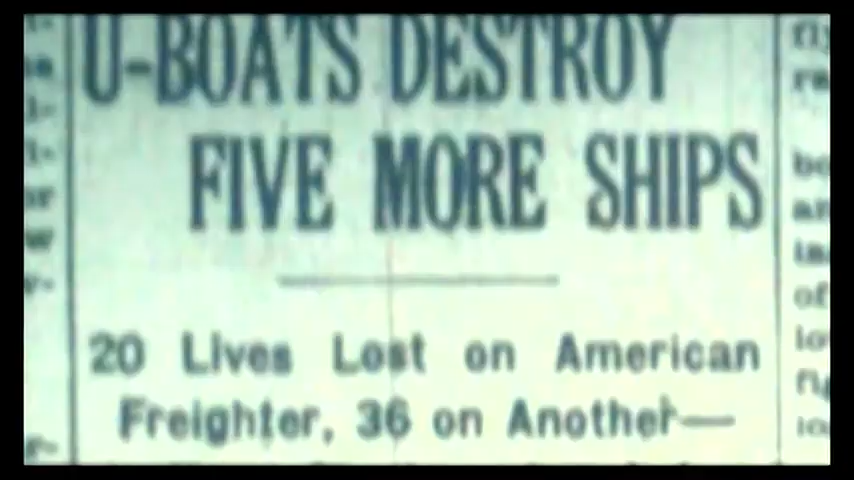 U-BOATS DESTROY
FIVE MORE SHIPS
20 Lives Lost on American
Freighter, 36 on Another—